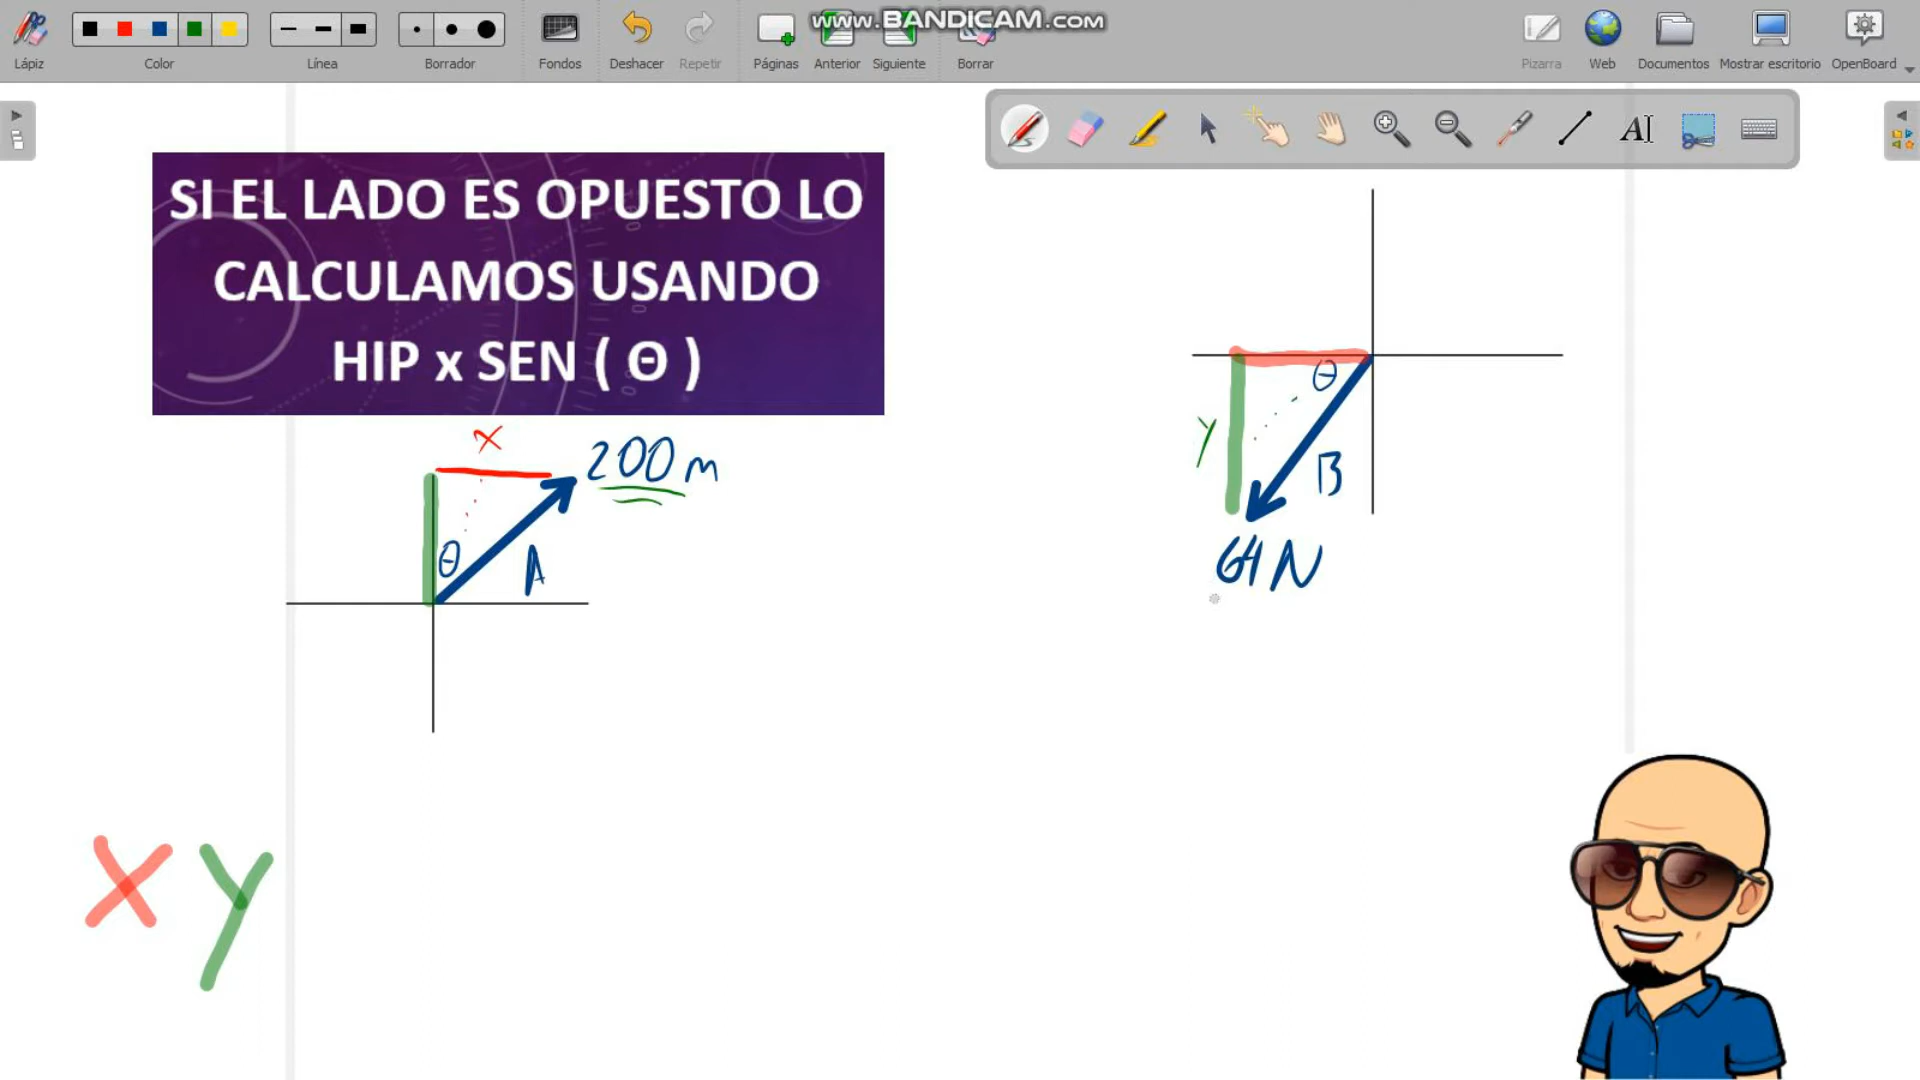 www.BANDICAM.com
Lápiz
Color
Línea
Borrador
Fondos
Deshacer
Repetir
Páginas
Anterior
Siguiente
Borrar
Pizarra
Web
Documentos
Mostrar escritorio
OpenBoard
SI EL LADO ES OPUESTO LO
CALCULAMOS USANDO
HIP x SEN ( Θ )
x
200 m
θ
A
θ
y
B
64 N
x y